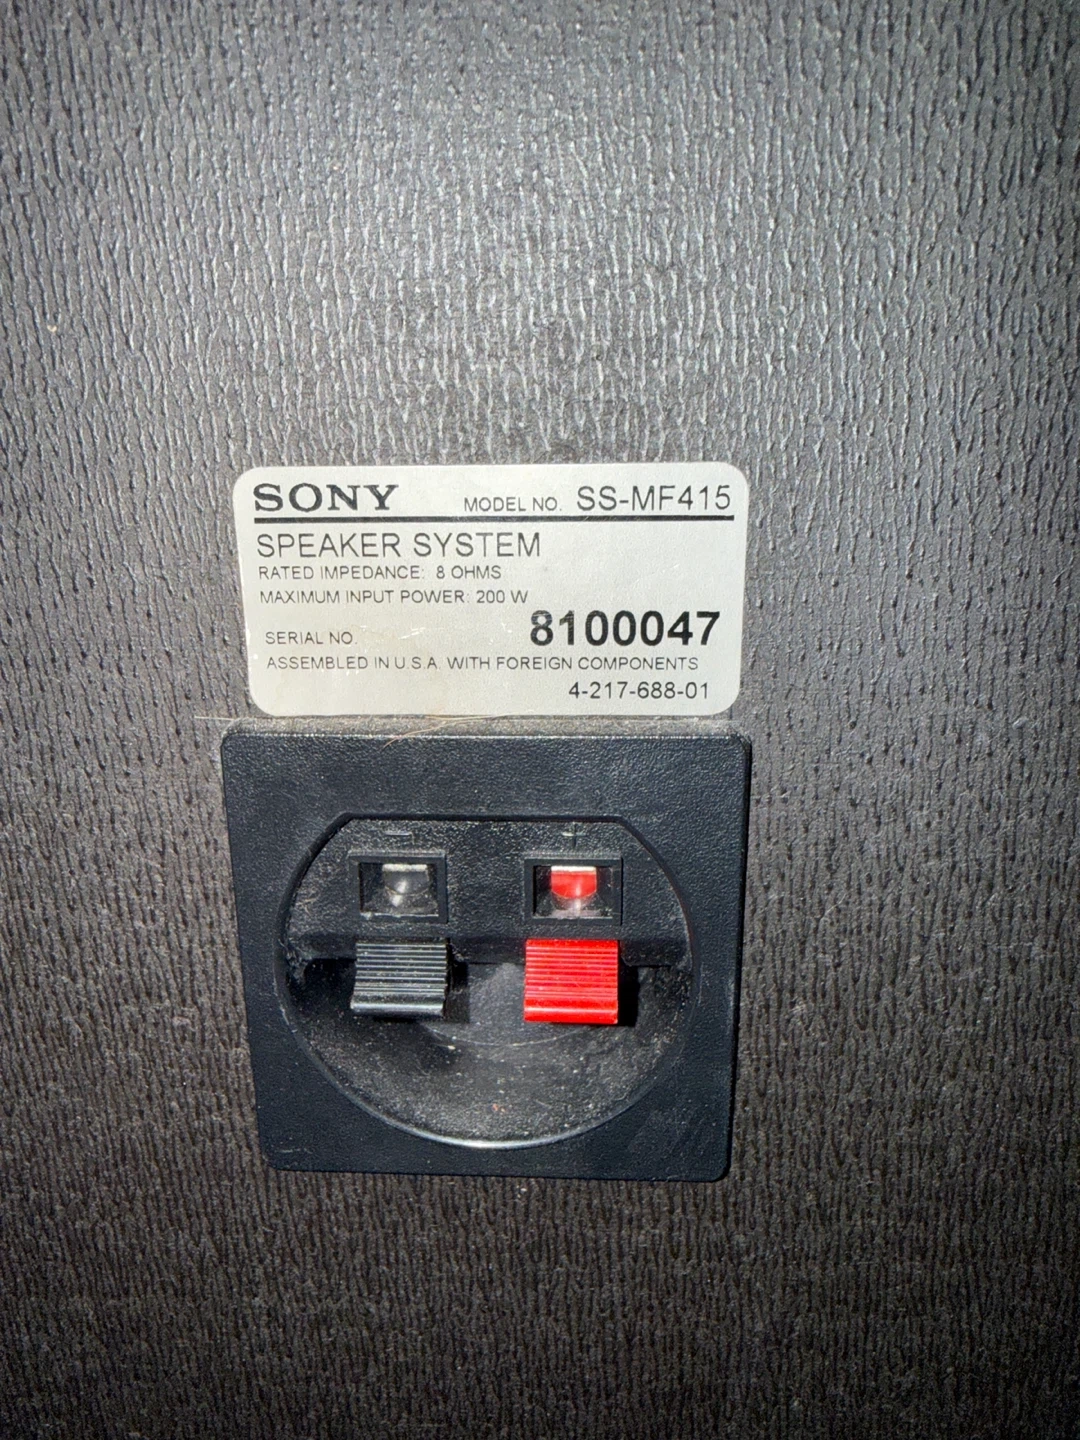 SONY MODEL NO. SS-MF415
SPEAKER SYSTEM
RATED IMPEDANCE: 8 OHMS
MAXIMUM INPUT POWER: 200 W
SERIAL NO. 8100047
ASSEMBLED IN U.S.A. WITH FOREIGN COMPONENTS
4-217-688-01
− +